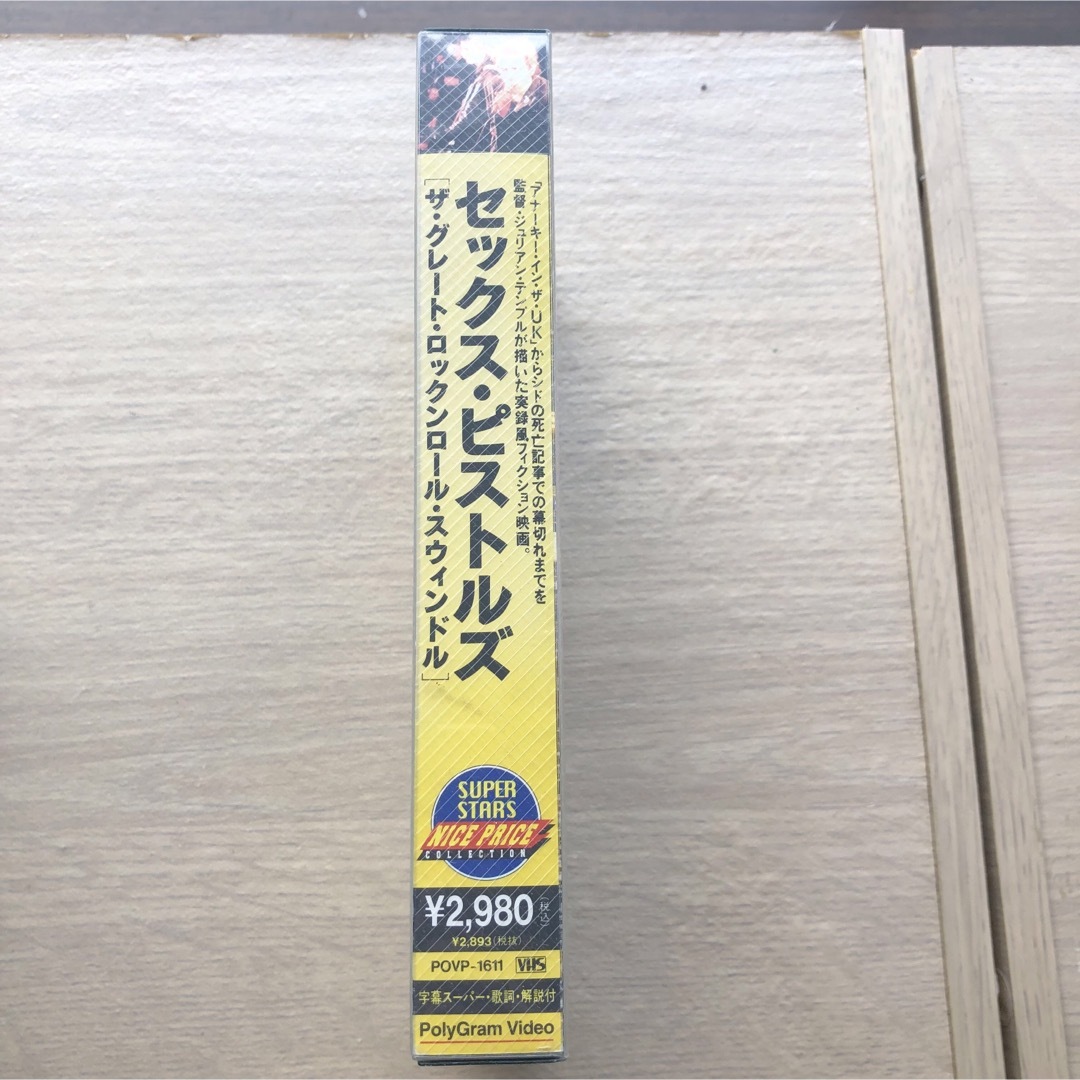 「アナーキー・イン・ザ・UK」からシドの死亡記事での幕切れまでを
監督・ジュリアン・テンプルが描いた実録風フィクション映画。
セックス・ピストルズ
[ザ・グレート・ロックンロール・スウィンドル]
SUPER
STARS
NICE PRICE
COLLECTION
¥2,980(税込)
¥2,893(税抜)
POVP-1611 VHS
字幕スーパー・歌詞・解説付
PolyGram Video